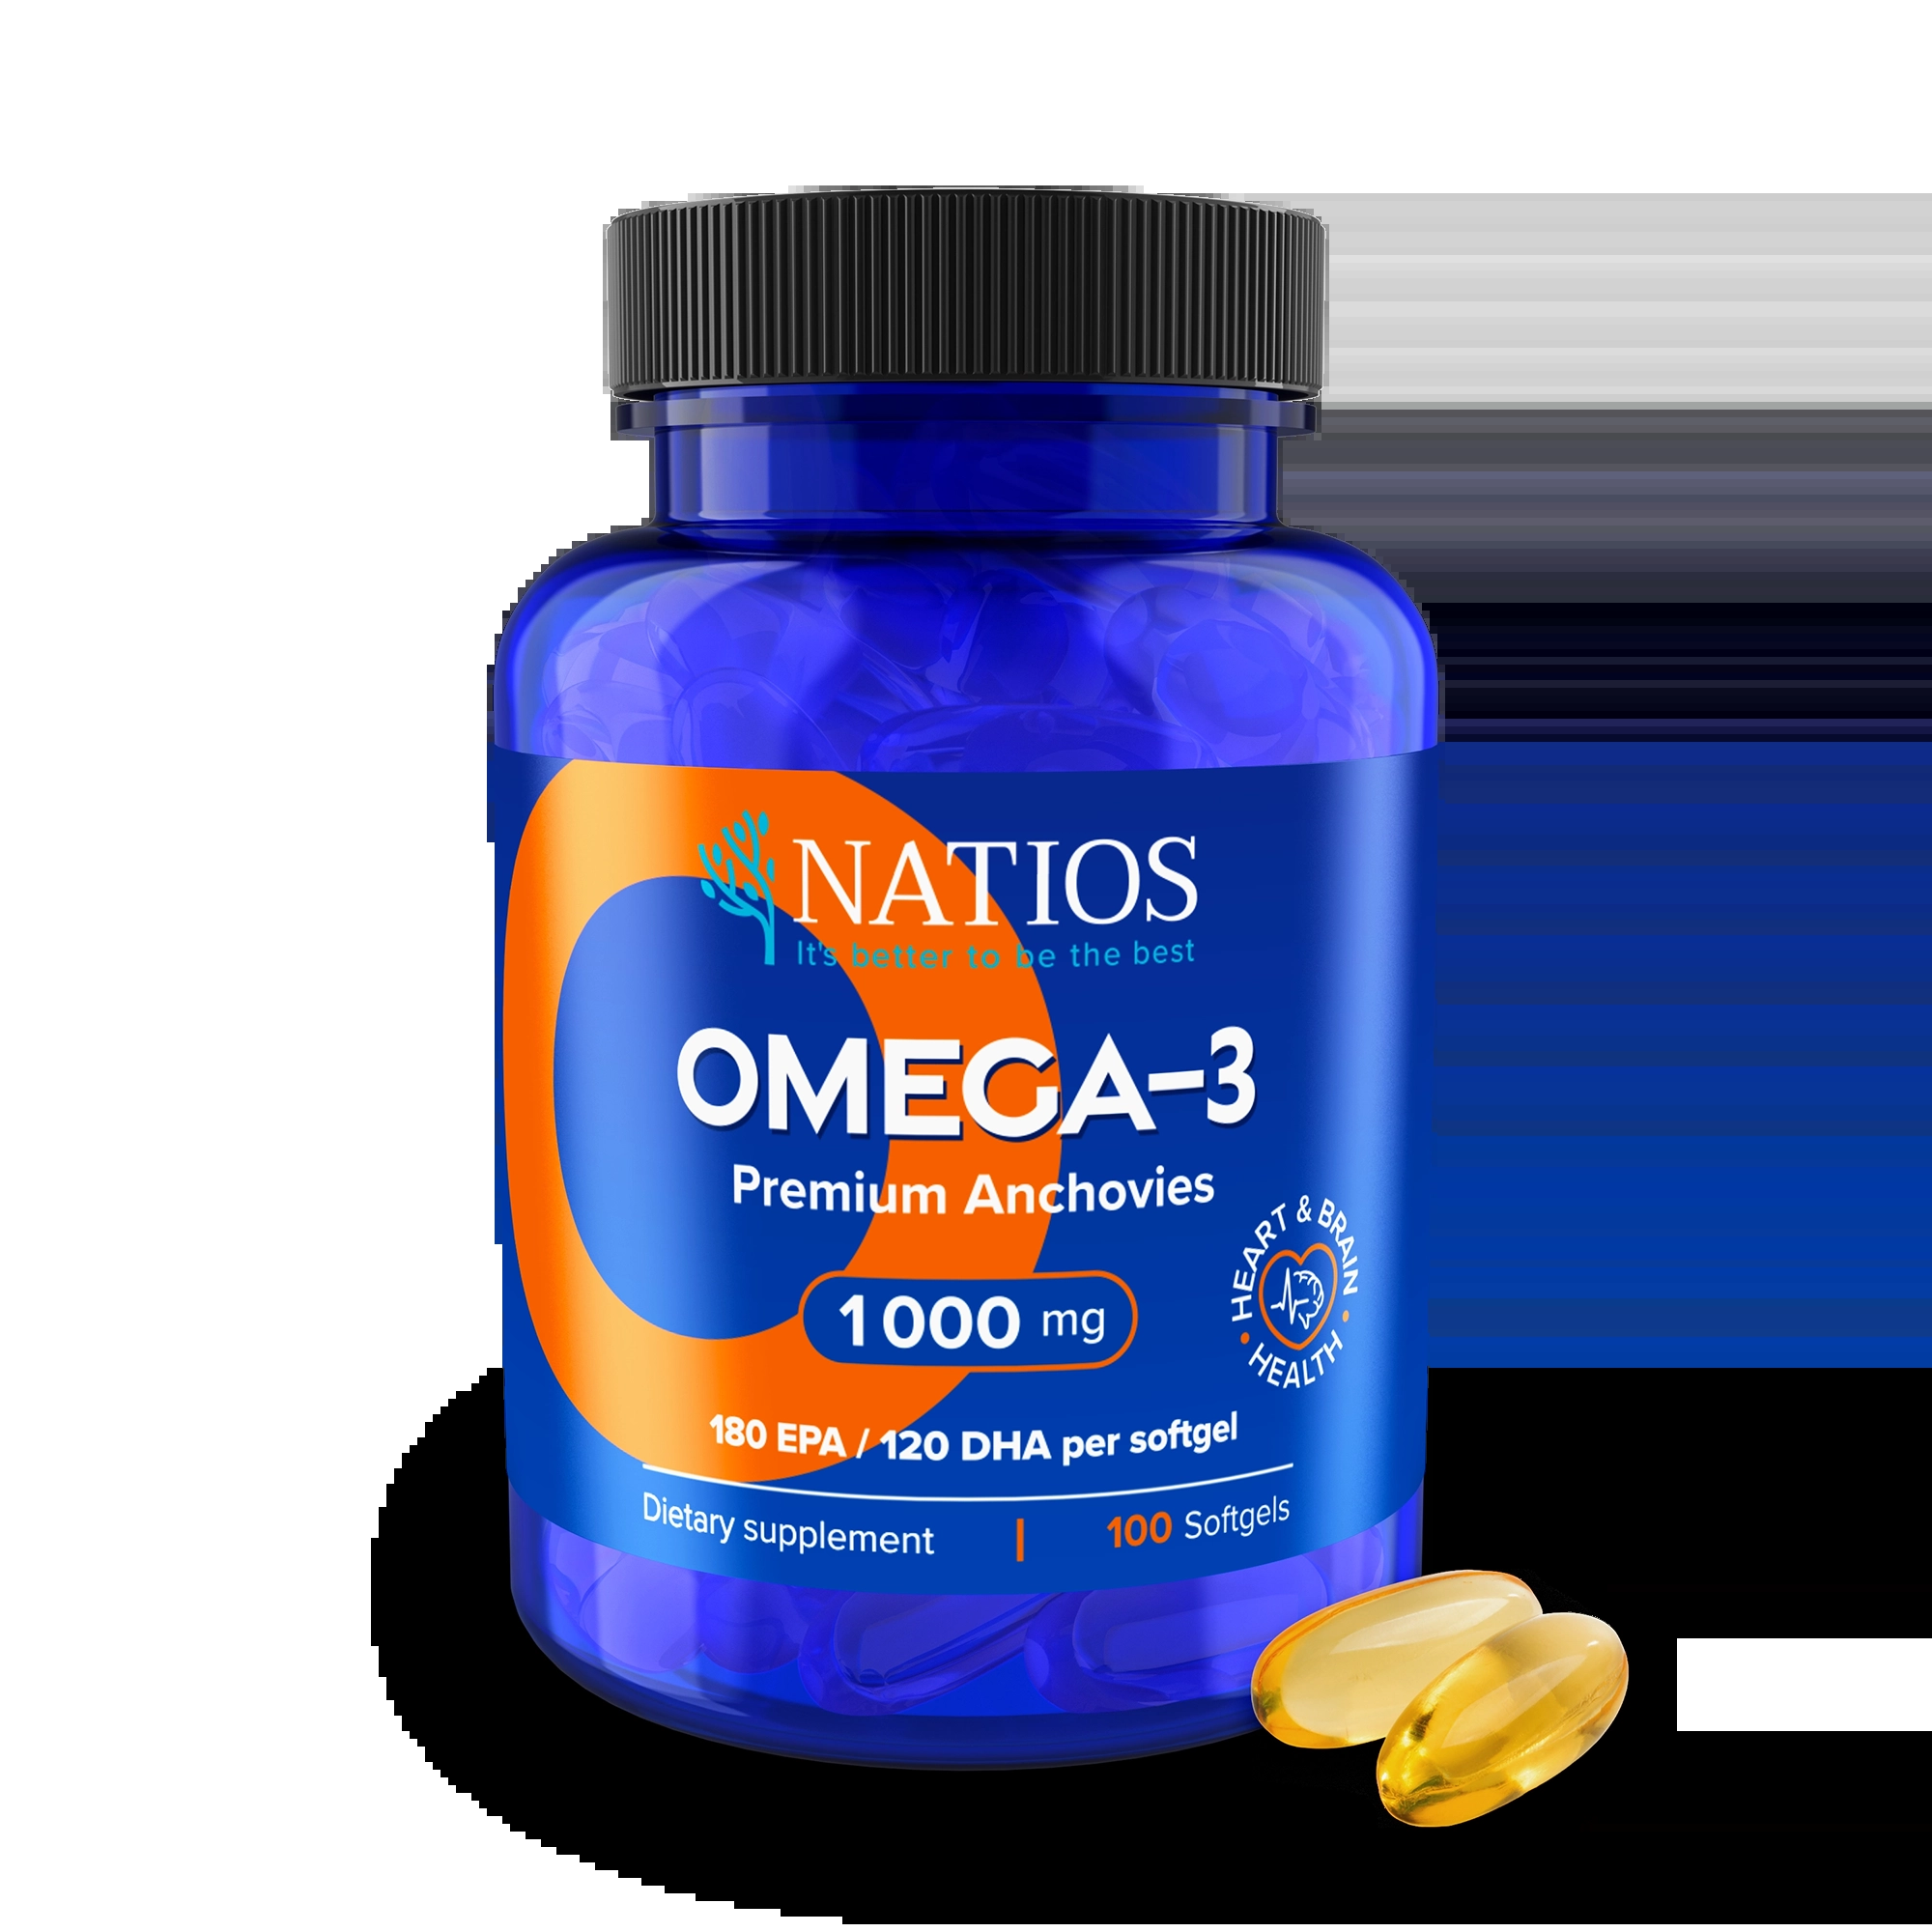 NATIOS
It's better to be the best
OMEGA-3
Premium Anchovies
1000 mg
HEART & BRAIN
HEALTH
180 EPA / 120 DHA per softgel
Dietary supplement | 100 Softgels